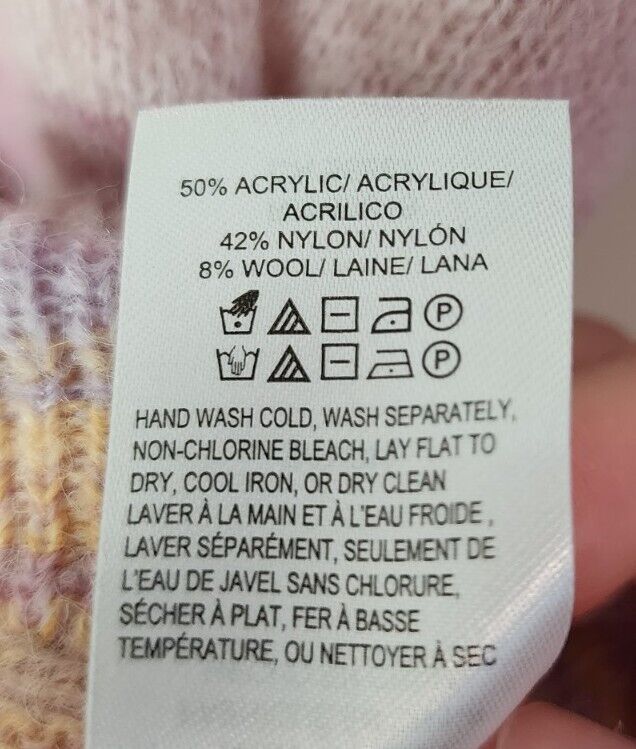 50% ACRYLIC/ ACRYLIQUE/
ACRILICO
42% NYLON/ NYLÓN
8% WOOL/ LAINE/ LANA
P
P
HAND WASH COLD, WASH SEPARATELY,
NON-CHLORINE BLEACH, LAY FLAT TO
DRY, COOL IRON, OR DRY CLEAN
LAVER À LA MAIN ET À L'EAU FROIDE ,
LAVER SÉPARÉMENT, SEULEMENT DE
L'EAU DE JAVEL SANS CHLORURE,
SÉCHER À PLAT, FER À BASSE
TEMPÉRATURE, OU NETTOYER À SEC